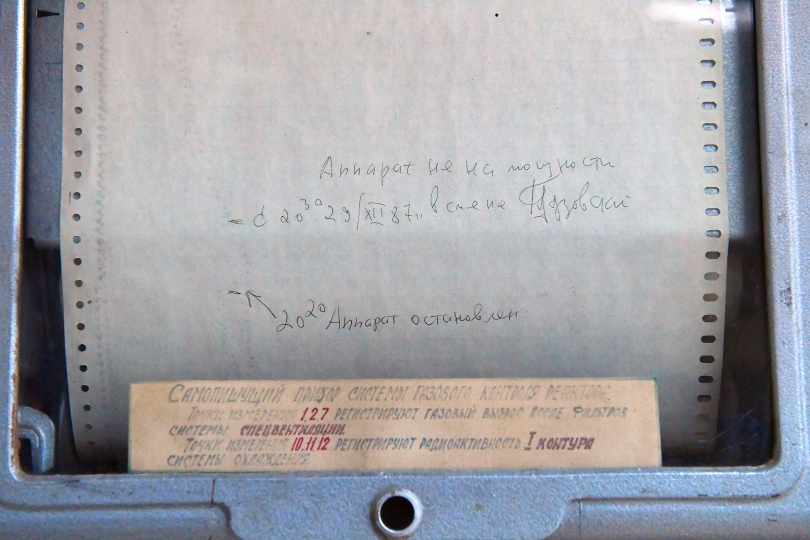 Аппарат не на мощности
с 20³⁰ 29/XII 87г. в смене
20²⁰ Аппарат остановлен
САМОПИШУЩИЙ ПРИБОР СИСТЕМЫ ГАЗОВОГО КОНТРОЛЯ РЕАКТОРА.
ТОЧКИ ИЗМЕРЕНИЯ 1,2,7 РЕГИСТРИРУЮТ ГАЗОВЫЙ ВЫБРОС ПОСЛЕ ФИЛЬТРОВ
СИСТЕМЫ СПЕЦВЕНТИЛЯЦИИ.
ТОЧКИ ИЗМЕРЕНИЯ 10,11,12 РЕГИСТРИРУЮТ РАДИОАКТИВНОСТЬ I КОНТУРА
СИСТЕМЫ ОХЛАЖДЕНИЯ.